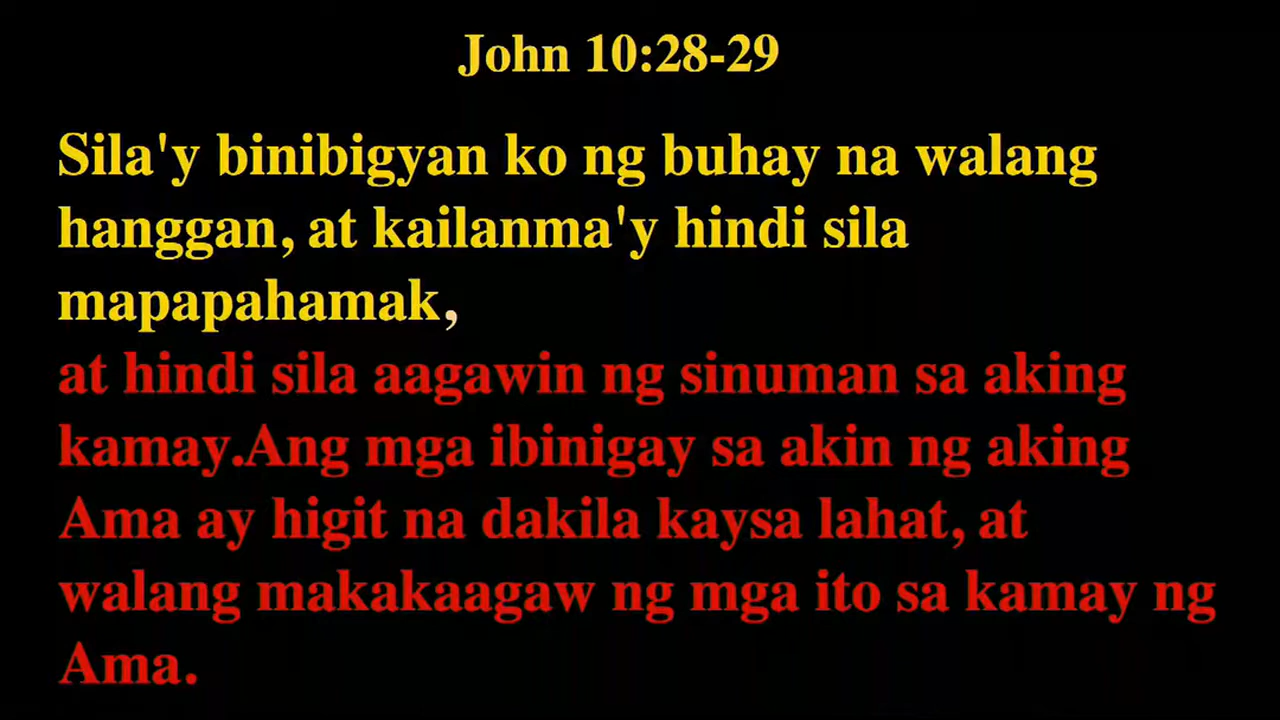 John 10:28-29
Sila'y binibigyan ko ng buhay na walang
hanggan, at kailanma'y hindi sila
mapapahamak,
at hindi sila aagawin ng sinuman sa aking
kamay.Ang mga ibinigay sa akin ng aking
Ama ay higit na dakila kaysa lahat, at
walang makakaagaw ng mga ito sa kamay ng
Ama.